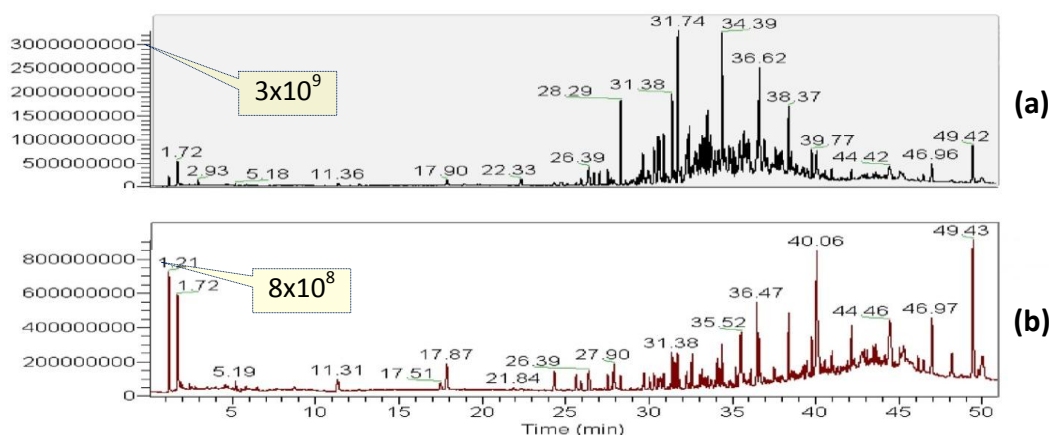 31.74 34.39
3000000000
3x10⁹
36.62
2500000000
28.29 31.38
2000000000
38.37
(a)
1500000000
1000000000
1.72
39.77 49.42
500000000
2.93 5.18 11.36 17.90 22.33 26.39 44.42 46.96
0
40.06 49.43
800000000
1.21
8x10⁸
1.72
600000000
36.47
35.52 44.46 46.97
(b)
400000000
31.38
200000000
5.19 11.31 17.51 17.87 21.84 26.39 27.90
0
5 10 15 20 25 30 35 40 45 50
Time (min)